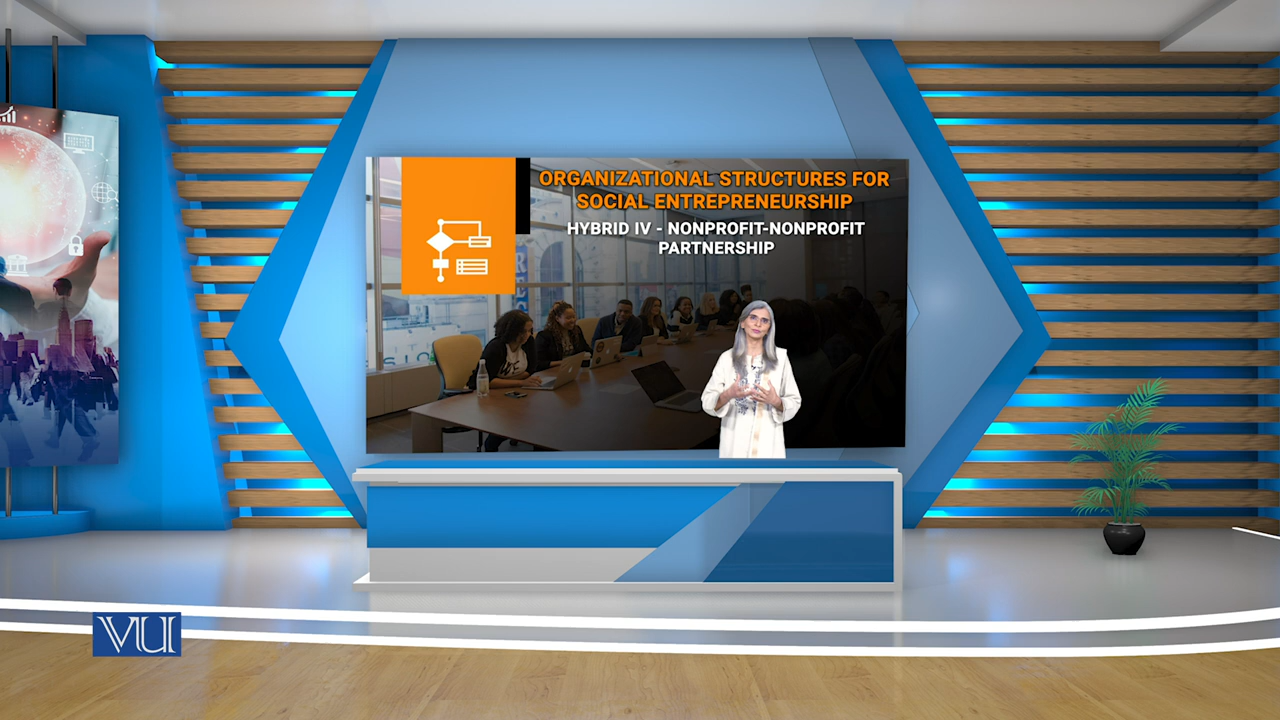 ORGANIZATIONAL STRUCTURES FOR
SOCIAL ENTREPRENEURSHIP
HYBRID IV - NONPROFIT-NONPROFIT
PARTNERSHIP
VU